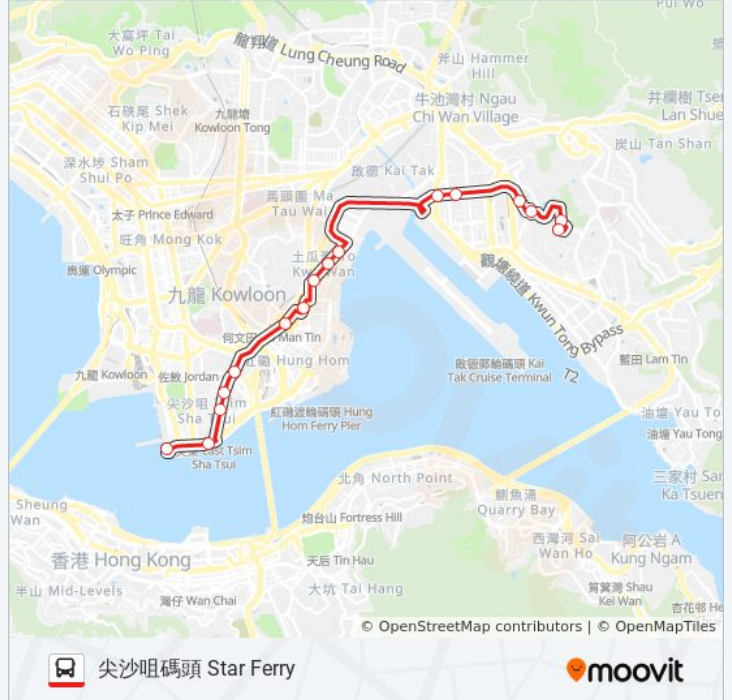 Pui Wo
大窩坪 Tai
Wo Ping
龍翔道 Lung Cheung Road
斧山 Hammer
Hill
石硤尾 Shek
Kip Mei
九龍塘
Kowloon Tong
牛池灣村 Ngau
Chi Wan Village
井欄樹 Tsen
Lan Shue
炭山 Tan Shan
深水埗 Sham
Shui Po
啟德 Kai Tak
馬頭圍 Ma
Tau Wai
太子 Prince Edward
旺角 Mong Kok
土瓜
Kw Wan
奧運 Olympic
九龍 Kowloon
觀塘繞道 Kwun Tong Bypass
何文田 Man Tin
紅磡 Hung Hom
九龍 Kowloon
佐敦 Jordan
啟德郵輪碼頭 Kai
Tak Cruise Terminal
T2
藍田 Lam Tin
尖沙咀 Tsim
Sha Tsui
紅磡渡輪碼頭 Hung
Hom Ferry Pier
油塘 Yau To
油塘 Yau Tong
East Tsim
Sha Tsui
北角 North Point
三家村 Sam
Ka Tsuen
鰂魚涌
Quarry Bay
Sheung
Wan
炮台山 Fortress Hill
西灣河 Sai
Wan Ho
阿公岩 A
Kung Ngam
香港 Hong Kong
天后 Tin Hau
半山 Mid-Levels
大坑 Tai Hang
筲箕灣 Shau
Kei Wan
灣仔 Wan Chai
杏花邨 He
© OpenStreetMap contributors | © OpenMapTiles
尖沙咀碼頭 Star Ferry
moovit